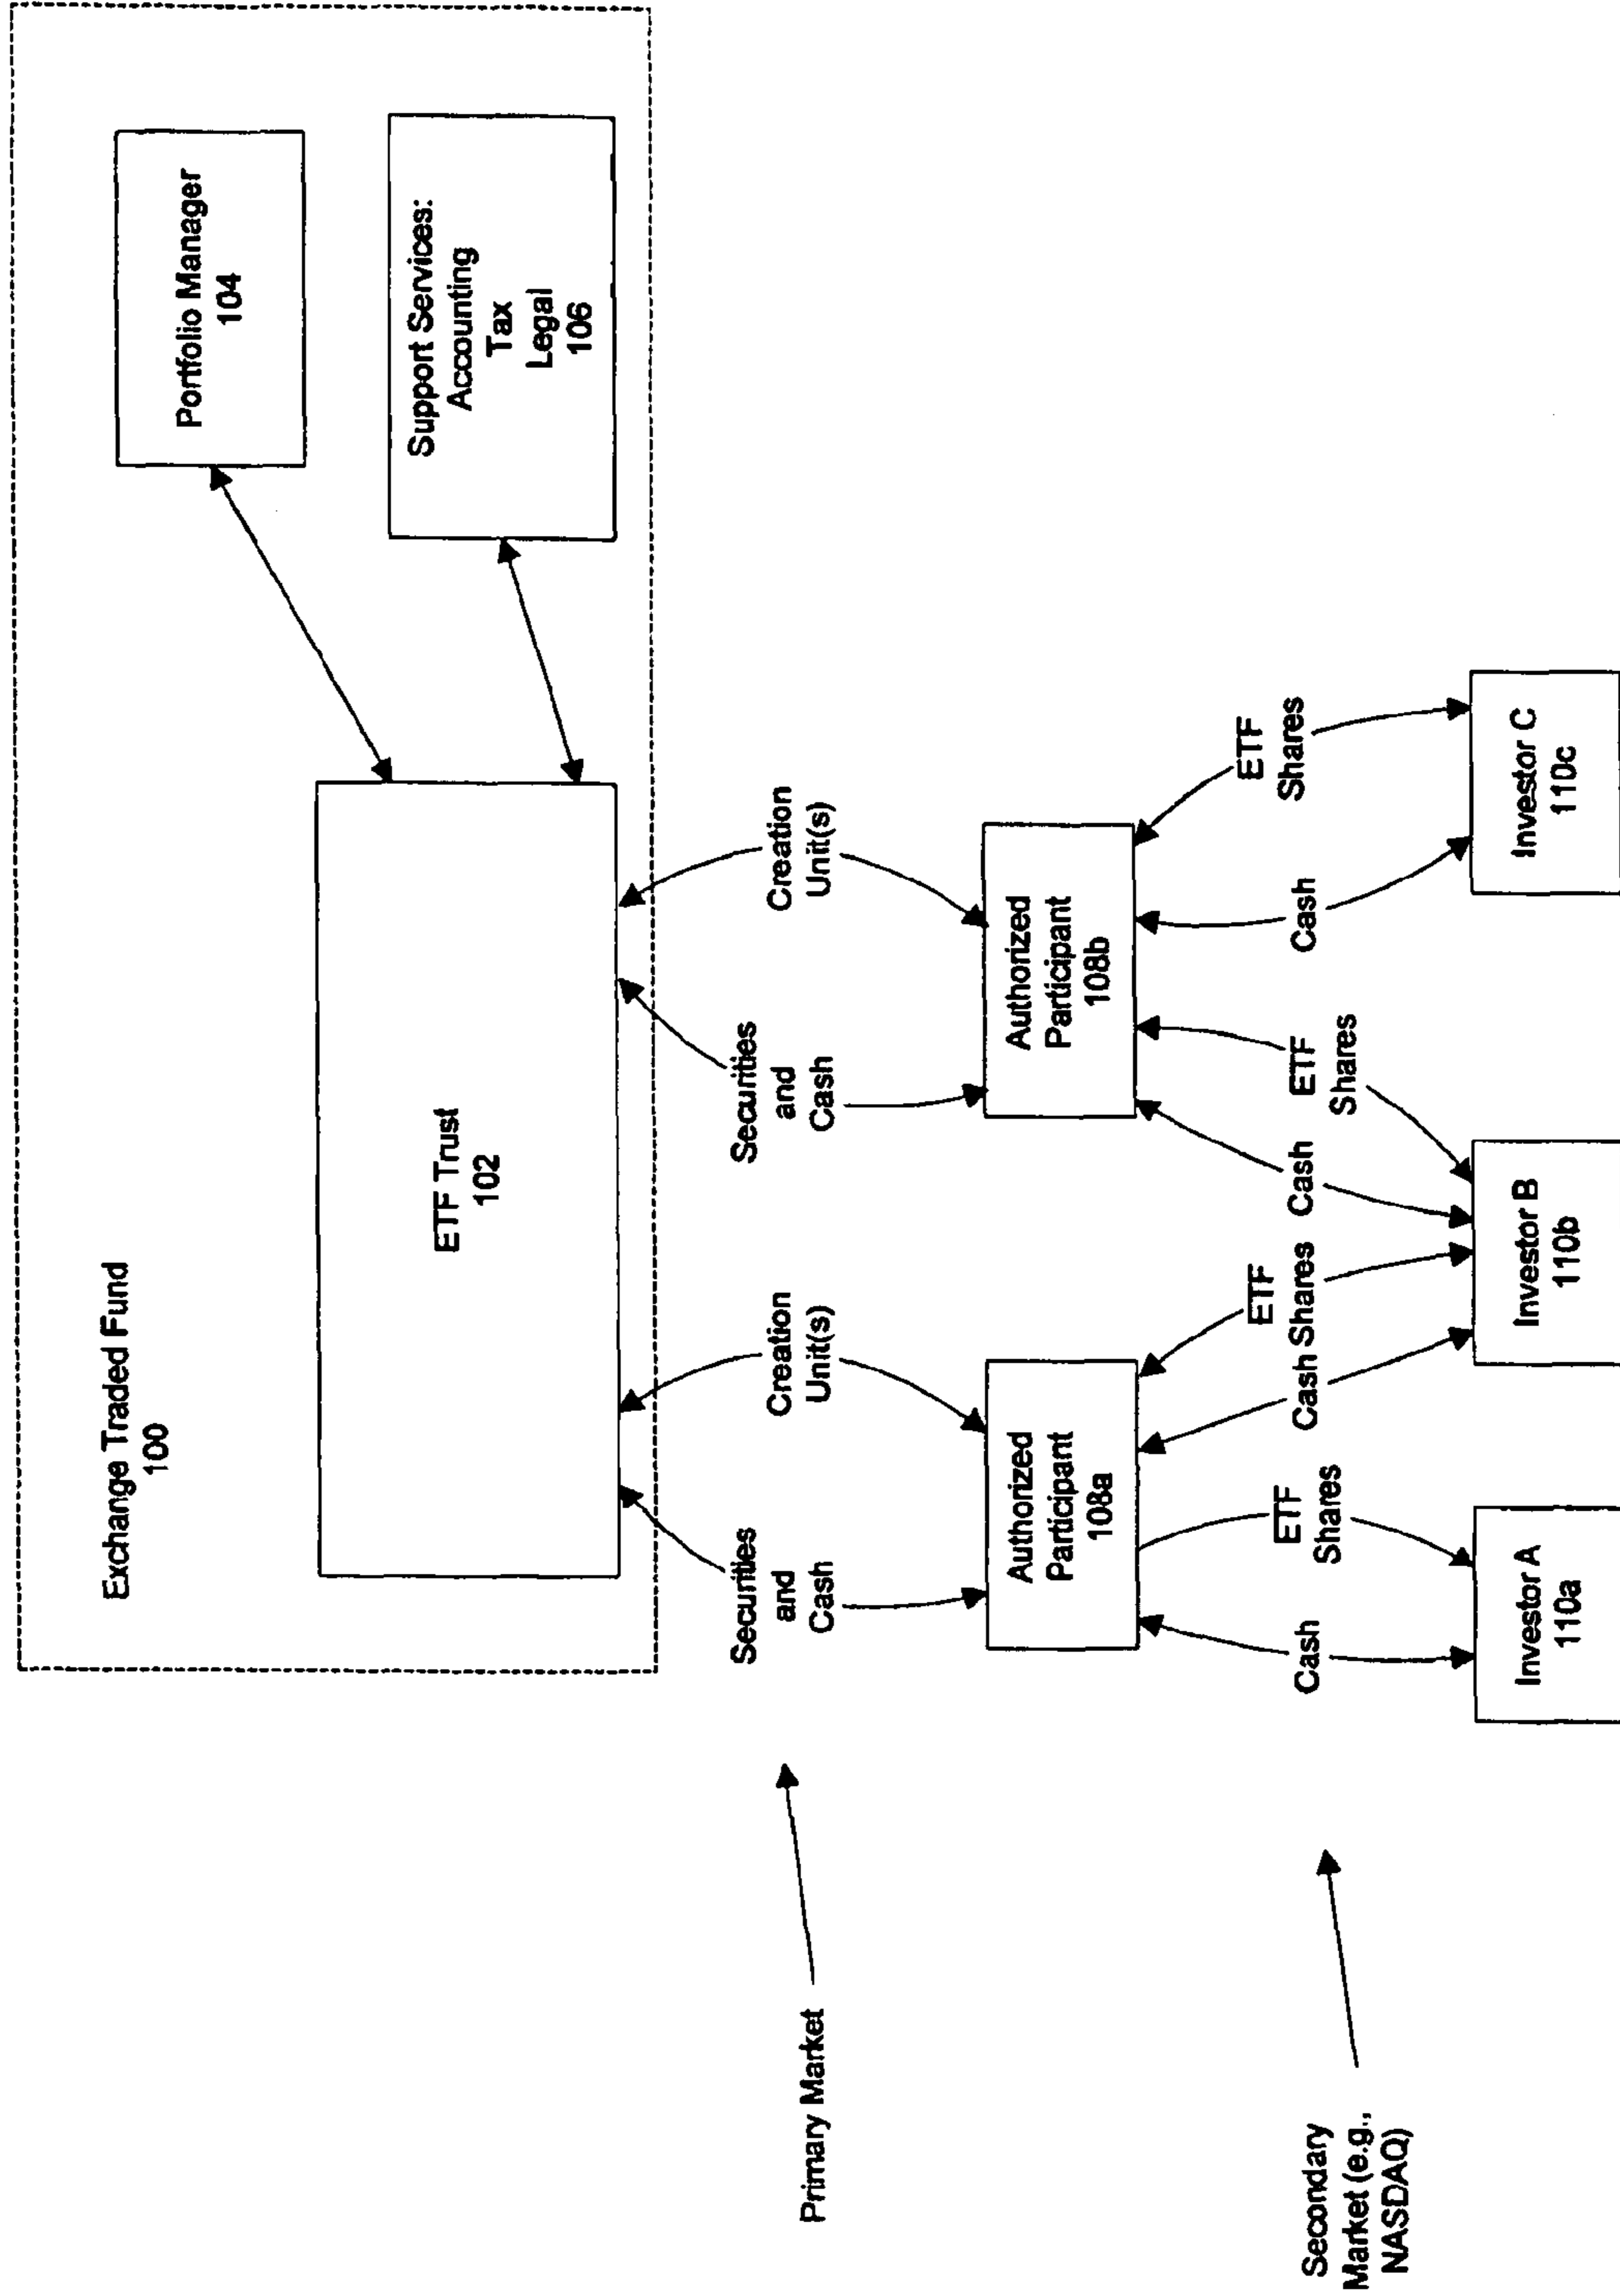 Exchange Traded Fund
100
Portfolio Manager
104
ETF Trust
102
Support Services:
Accounting
Tax
Legal
106
Primary Market
Securities
and
Cash
Creation
Unit(s)
Securities
and
Cash
Creation
Unit(s)
Authorized
Participant
108a
Authorized
Participant
108b
Secondary
Market (e.g.,
NASDAQ)
Cash
ETF
Shares
Cash
ETF
Shares
Cash
ETF
Shares
Cash
ETF
Shares
Investor A
110a
Investor B
110b
Investor C
110c